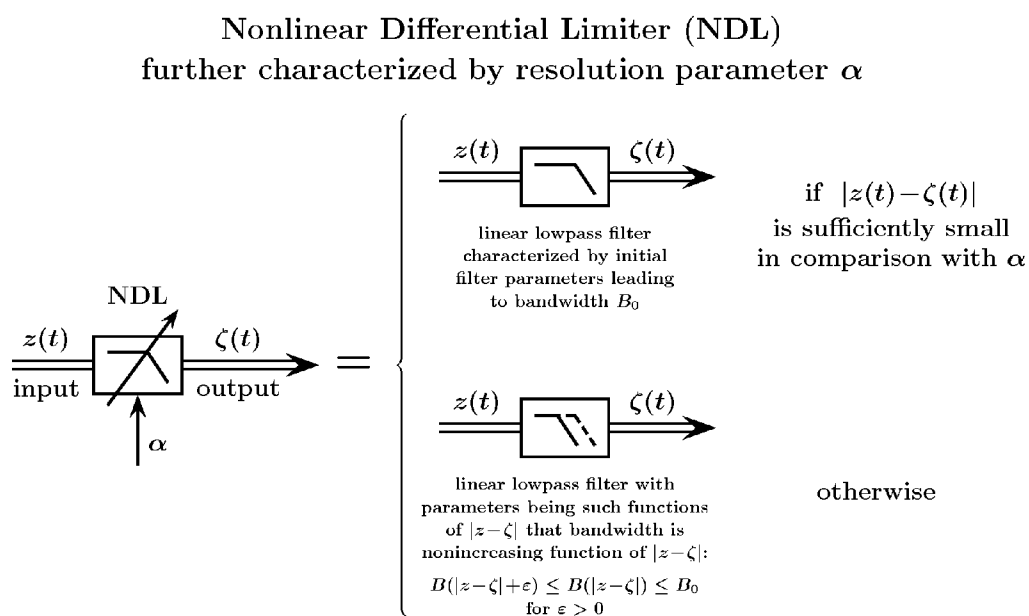 Nonlinear Differential Limiter (NDL)
further characterized by resolution parameter α
NDL
z(t)
ζ(t)
input
output
α
=
z(t)
ζ(t)
linear lowpass filter
characterized by initial
filter parameters leading
to bandwidth B₀
if |z(t)−ζ(t)|
is sufficiently small
in comparison with α
z(t)
ζ(t)
linear lowpass filter with
parameters being such functions
of |z−ζ| that bandwidth is
nonincreasing function of |z−ζ|:
B(|z−ζ|+ε) ≤ B(|z−ζ|) ≤ B₀
for ε > 0
otherwise